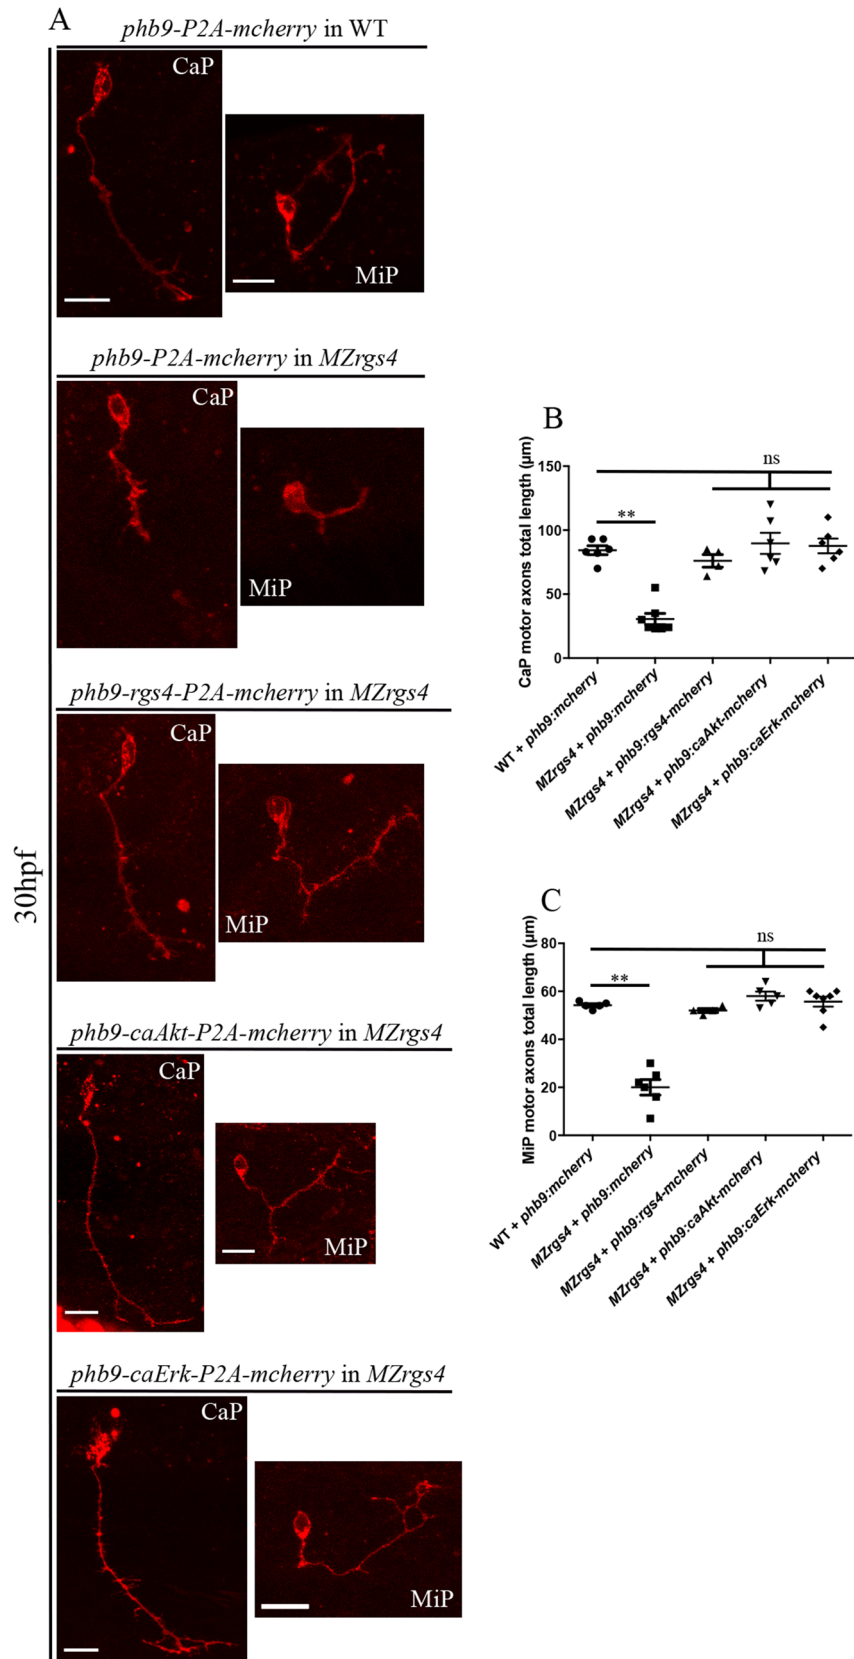 A
phb9-P2A-mcherry in WT
CaP
MiP
phb9-P2A-mcherry in MZrgs4
CaP
MiP
phb9-rgs4-P2A-mcherry in MZrgs4
CaP
MiP
30hpf
phb9-caAkt-P2A-mcherry in MZrgs4
CaP
MiP
phb9-caErk-P2A-mcherry in MZrgs4
CaP
MiP
B
CaP motor axons total length (µm)
150
100
50
0
**
ns
WT + phb9:mcherry
MZrgs4 + phb9:mcherry
MZrgs4 + phb9:rgs4-mcherry
MZrgs4 + phb9:caAkt-mcherry
MZrgs4 + phb9:caErk-mcherry
C
MiP motor axons total length (µm)
80
60
40
20
0
**
ns
WT + phb9:mcherry
MZrgs4 + phb9:mcherry
MZrgs4 + phb9:rgs4-mcherry
MZrgs4 + phb9:caAkt-mcherry
MZrgs4 + phb9:caErk-mcherry